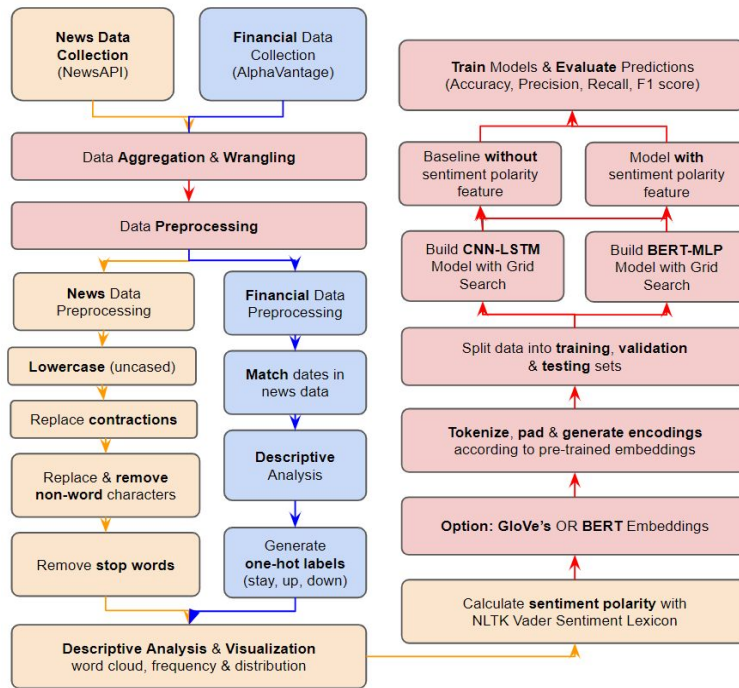 News Data
Collection
(NewsAPI)
Financial Data
Collection
(AlphaVantage)
Data Aggregation & Wrangling
Data Preprocessing
News Data
Preprocessing
Lowercase (uncased)
Replace contractions
Replace & remove
non-word characters
Remove stop words
Financial Data
Preprocessing
Match dates in
news data
Descriptive
Analysis
Generate
one-hot labels
(stay, up, down)
Descriptive Analysis & Visualization
word cloud, frequency & distribution
Calculate sentiment polarity with
NLTK Vader Sentiment Lexicon
Option: GloVe's OR BERT Embeddings
Tokenize, pad & generate encodings
according to pre-trained embeddings
Split data into training, validation
& testing sets
Build CNN-LSTM
Model with Grid
Search
Build BERT-MLP
Model with Grid
Search
Baseline without
sentiment polarity
feature
Model with
sentiment polarity
feature
Train Models & Evaluate Predictions
(Accuracy, Precision, Recall, F1 score)